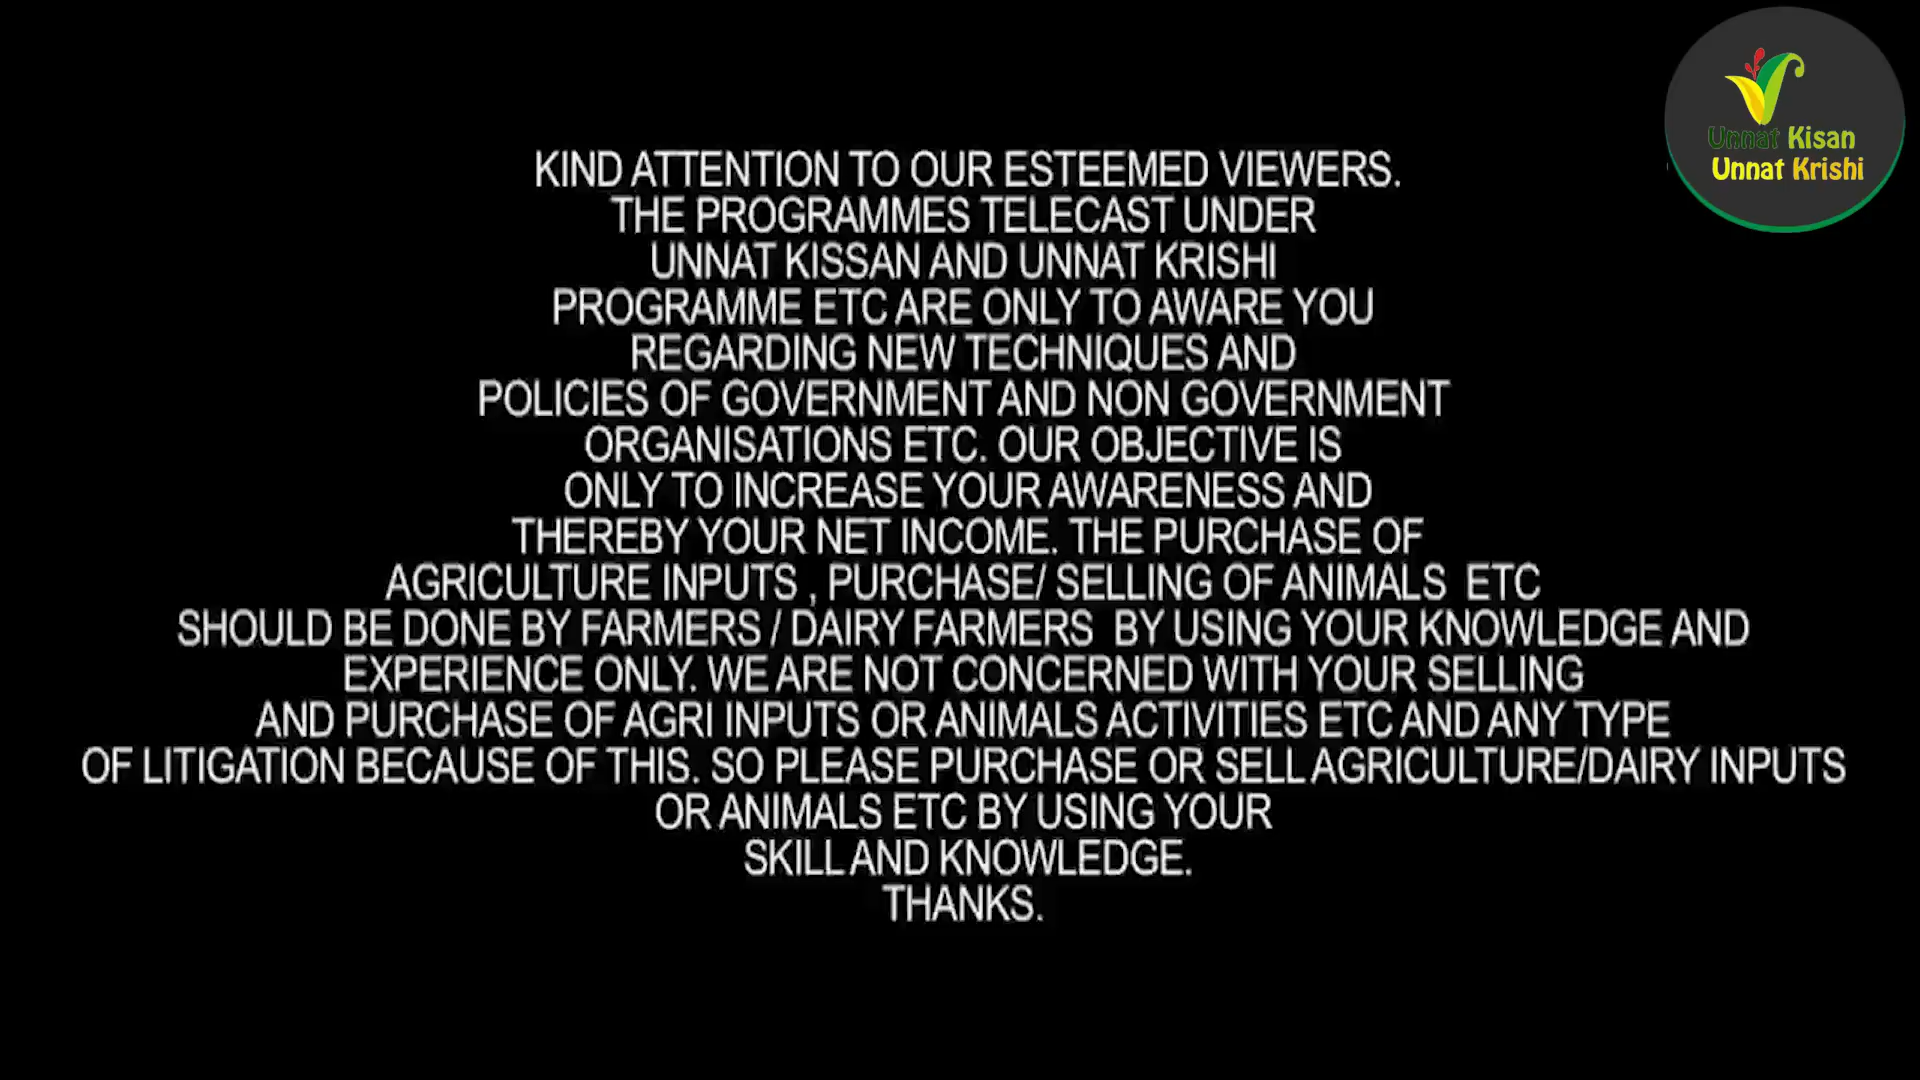 Unnat Kisan
Unnat Krishi
KIND ATTENTION TO OUR ESTEEMED VIEWERS.
THE PROGRAMMES TELECAST UNDER
UNNAT KISSAN AND UNNAT KRISHI
PROGRAMME ETC ARE ONLY TO AWARE YOU
REGARDING NEW TECHNIQUES AND
POLICIES OF GOVERNMENT AND NON GOVERNMENT
ORGANISATIONS ETC. OUR OBJECTIVE IS
ONLY TO INCREASE YOUR AWARENESS AND
THEREBY YOUR NET INCOME. THE PURCHASE OF
AGRICULTURE INPUTS , PURCHASE/ SELLING OF ANIMALS ETC
SHOULD BE DONE BY FARMERS / DAIRY FARMERS BY USING YOUR KNOWLEDGE AND
EXPERIENCE ONLY. WE ARE NOT CONCERNED WITH YOUR SELLING
AND PURCHASE OF AGRI INPUTS OR ANIMALS ACTIVITIES ETC AND ANY TYPE
OF LITIGATION BECAUSE OF THIS. SO PLEASE PURCHASE OR SELL AGRICULTURE/DAIRY INPUTS
OR ANIMALS ETC BY USING YOUR
SKILL AND KNOWLEDGE.
THANKS.